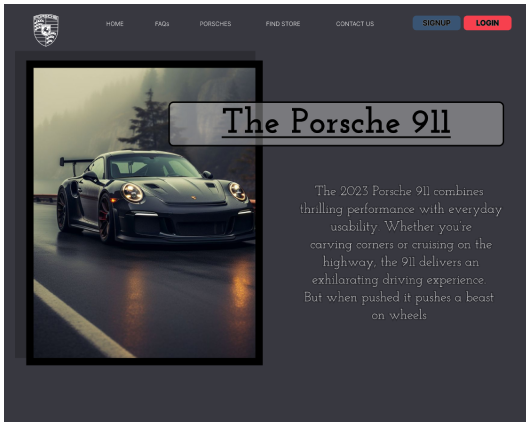 PORSCHE
HOME FAQs PORSCHES FIND STORE CONTACT US SIGNUP LOGIN
The Porsche 911
The 2023 Porsche 911 combines
thrilling performance with everyday
usability. Whether you're
carving corners or cruising on the
highway, the 911 delivers an
exhilarating driving experience.
But when pushed it pushes a beast
on wheels